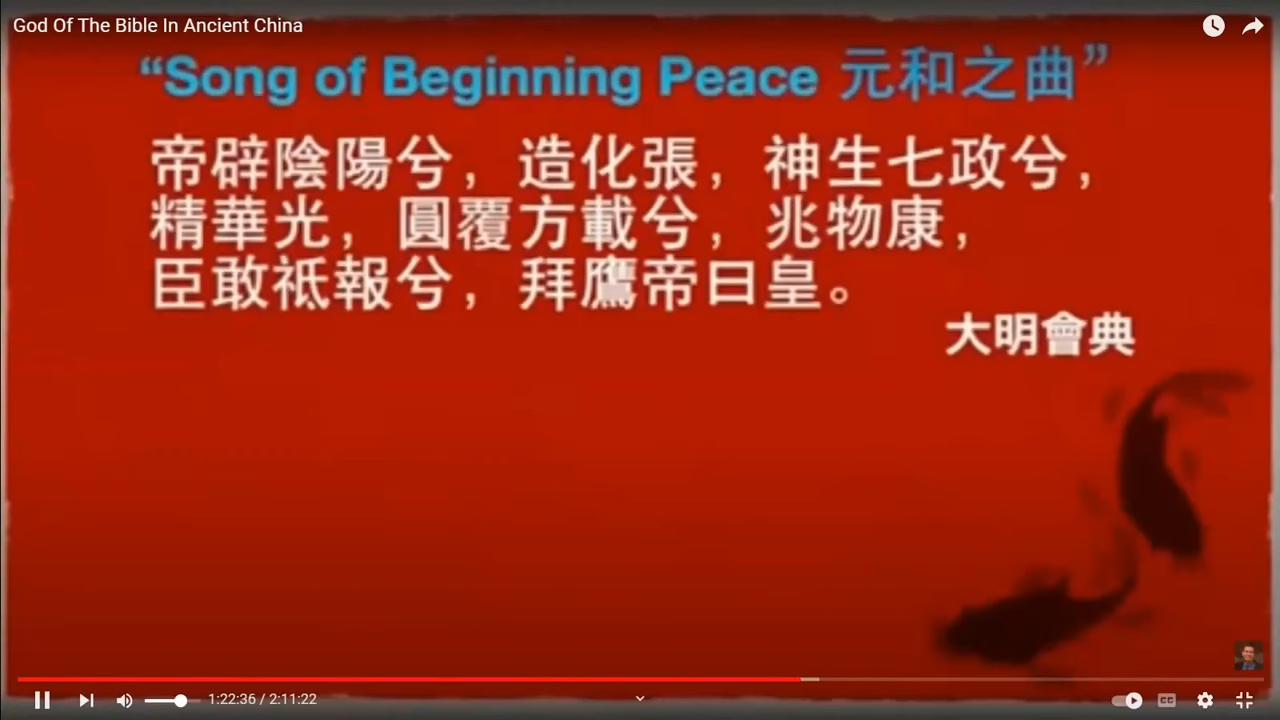 God Of The Bible In Ancient China
“Song of Beginning Peace 元和之曲”
帝辟陰陽兮，造化張，神生七政兮，
精華光，圓覆方載兮，兆物康，
臣敢祗報兮，拜鷹帝曰皇。
大明會典
1:22:36 / 2:11:22
CC